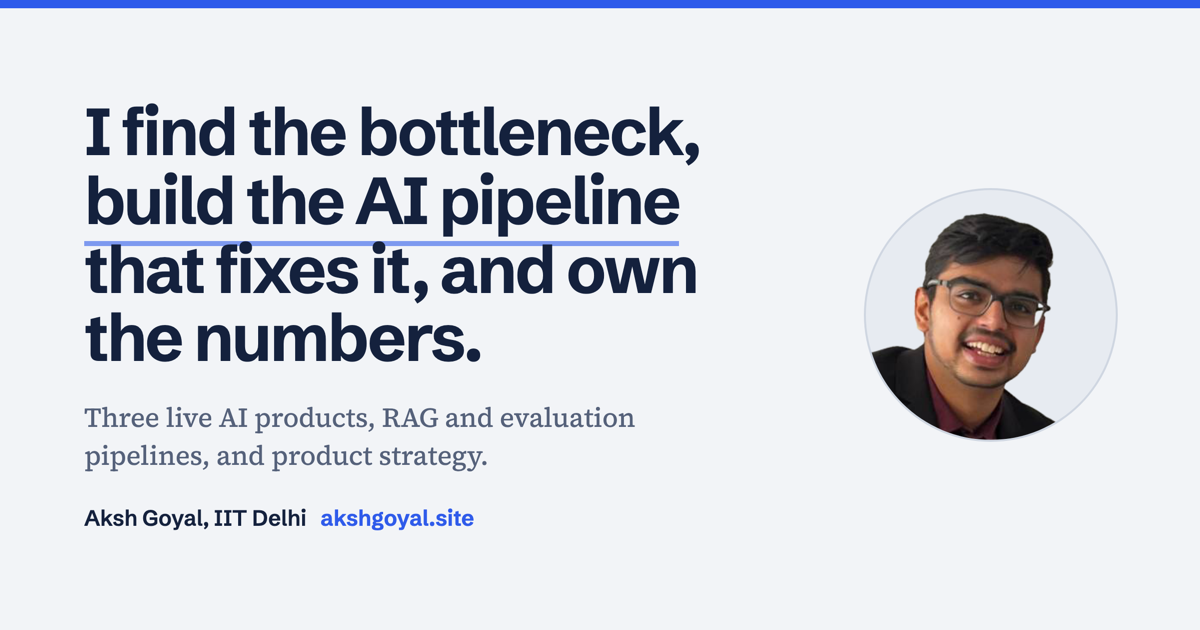 I find the bottleneck,
build the AI pipeline
that fixes it, and own
the numbers.
Three live AI products, RAG and evaluation
pipelines, and product strategy.
Aksh Goyal, IIT Delhi akshgoyal.site